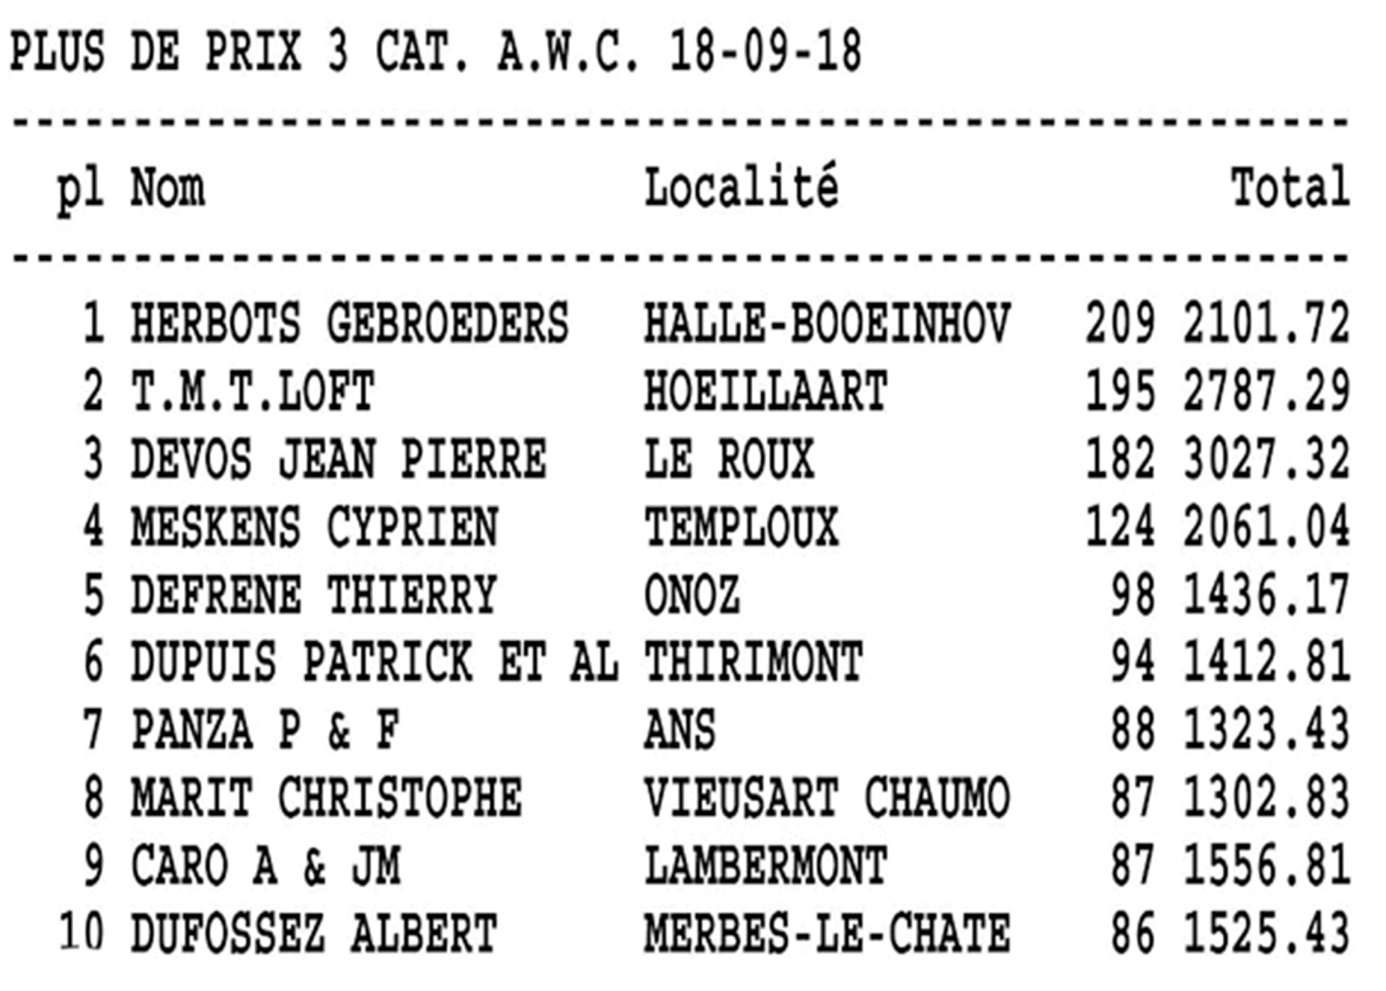 PLUS DE PRIX 3 CAT. A.W.C. 18-09-18
-------------------------------------------------------
pl Nom Localité Total
-------------------------------------------------------
1 HERBOTS GEBROEDERS HALLE-BOOEINHOV 209 2101.72
2 T.M.T.LOFT HOEILLAART 195 2787.29
3 DEVOS JEAN PIERRE LE ROUX 182 3027.32
4 MESKENS CYPRIEN TEMPLOUX 124 2061.04
5 DEFRENE THIERRY ONOZ 98 1436.17
6 DUPUIS PATRICK ET AL THIRIMONT 94 1412.81
7 PANZA P & F ANS 88 1323.43
8 MARIT CHRISTOPHE VIEUSART CHAUMO 87 1302.83
9 CARO A & JM LAMBERMONT 87 1556.81
10 DUFOSSEZ ALBERT MERBES-LE-CHATE 86 1525.43